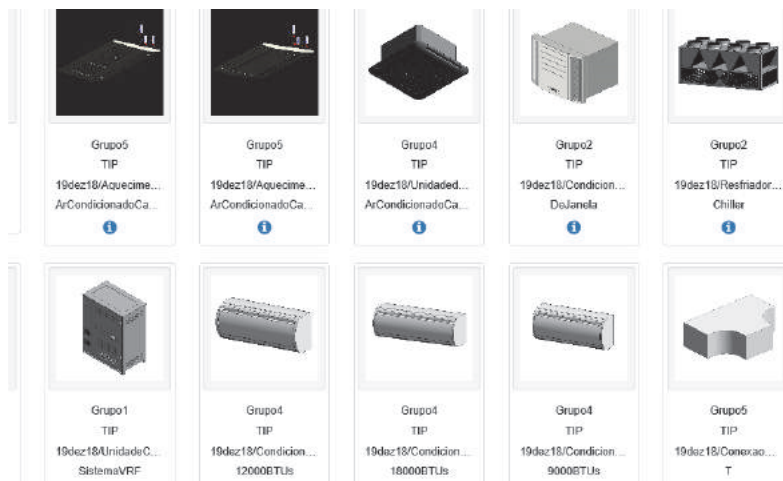 Grupo5
TIP
19dez18/Aquecime...
ArCondicionadoCa...
Grupo5
TIP
19dez18/Aquecime...
ArCondicionadoCa...
Grupo4
TIP
19dez18/Unidaded...
ArCondicionadoCa...
Grupo2
TIP
19dez18/Condicion...
DeJanela
Grupo2
TIP
19dez18/Resfriador...
Chiller
Grupo1
TIP
19dez18/UnidadeC...
SistemaVRF
Grupo4
TIP
19dez18/Condicion...
12000BTUs
Grupo4
TIP
19dez18/Condicion...
18000BTUs
Grupo4
TIP
19dez18/Condicion...
9000BTUs
Grupo5
TIP
19dez18/Conexao...
T